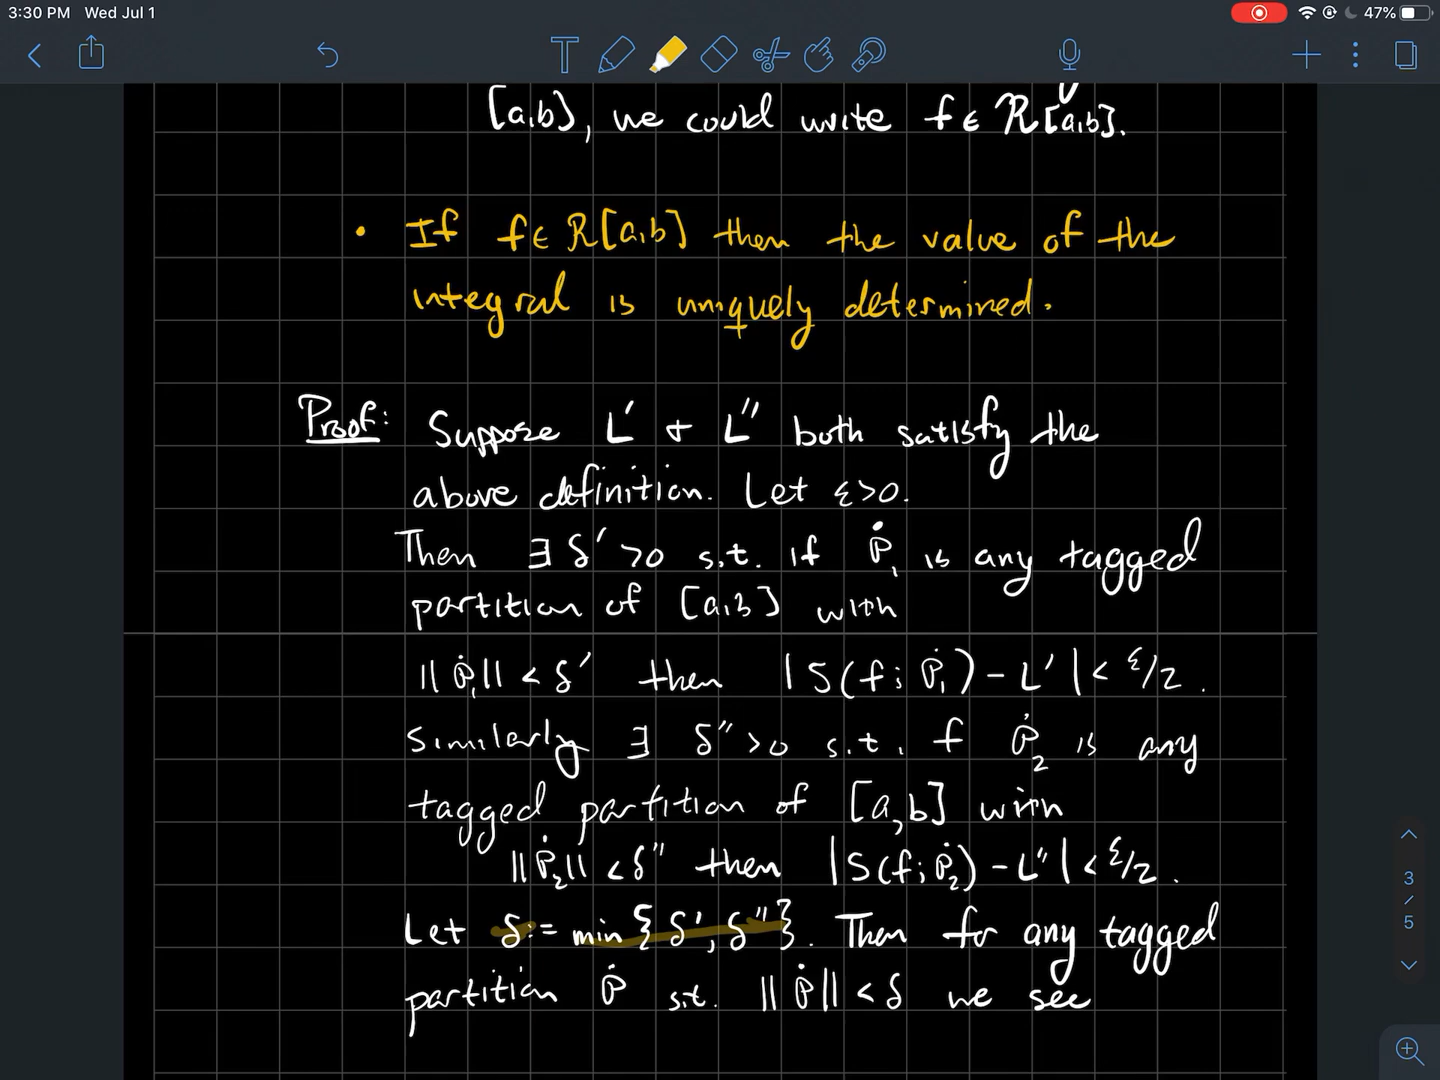 3:30 PM Wed Jul 1
47%
[a,b], we could write f ∈ R[a,b].
• If f ∈ R[a,b] then the value of the
integral is uniquely determined.
Proof: Suppose L' & L'' both satisfy the
above definition. Let ε>0.
Then ∃ δ' >0 s.t. if Ṗ₁ is any tagged
partition of [a,b] with
||Ṗ₁|| < δ' then |S(f; Ṗ₁) - L'| < ε/2.
Similarly ∃ δ'' >0 s.t. f Ṗ₂ is any
tagged partition of [a,b] with
||Ṗ₂|| < δ'' then |S(f; Ṗ₂) - L''| < ε/2.
Let δ := min{δ', δ''}. Then for any tagged
partition Ṗ s.t. ||Ṗ|| < δ we see
3
/
5